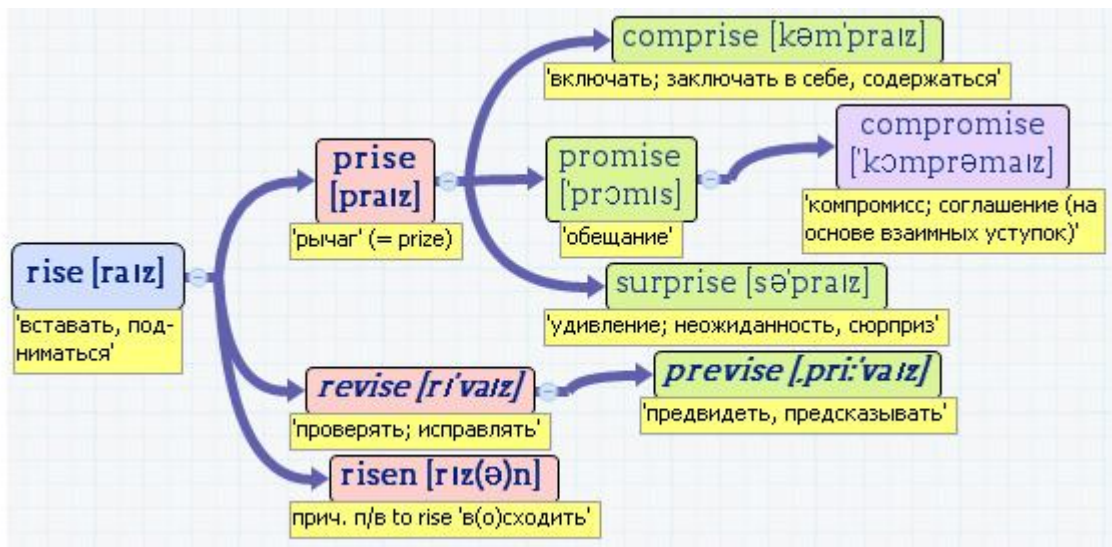 comprise [kəm'praɪz]
'включать; заключать в себе, содержаться'
prise
[praɪz]
'рычаг' (= prize)
promise
['prɔmɪs]
'обещание'
compromise
['kɔmprəmaɪz]
'компромисс; соглашение (на
основе взаимных уступок)'
surprise [sə'praɪz]
'удивление; неожиданность, сюрприз'
rise [raɪz]
'вставать, под-
ниматься'
revise [rɪ'vaɪz]
'проверять; исправлять'
previse [ˌpri:'vaɪz]
'предвидеть, предсказывать'
risen [rɪz(ə)n]
прич. п/в to rise 'в(о)сходить'